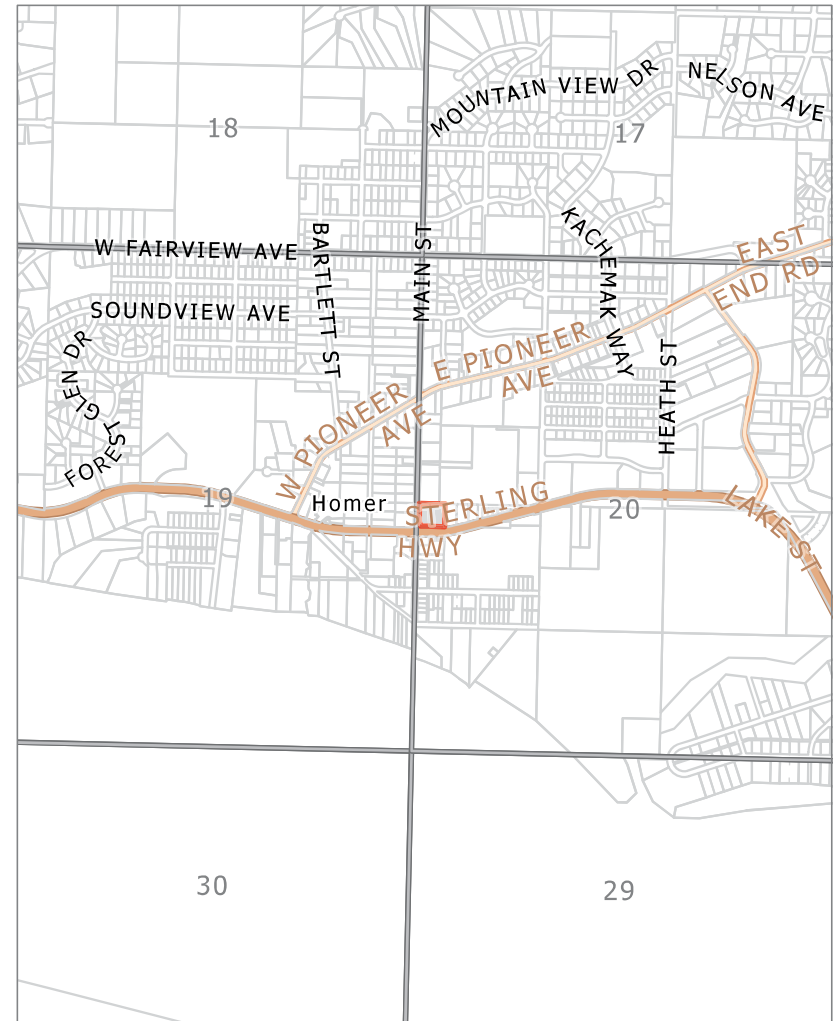 MOUNTAIN VIEW DR
NELSON AVE
18
17
KACHEMAK WAY
BARTLETT ST
MAIN ST
W FAIRVIEW AVE
EAST
END RD
SOUNDVIEW AVE
E PIONEER
AVE
HEATH ST
FOREST GLEN DR
W PIONEER
AVE
19
Homer
STERLING
HWY
20
LAKE ST
30
29